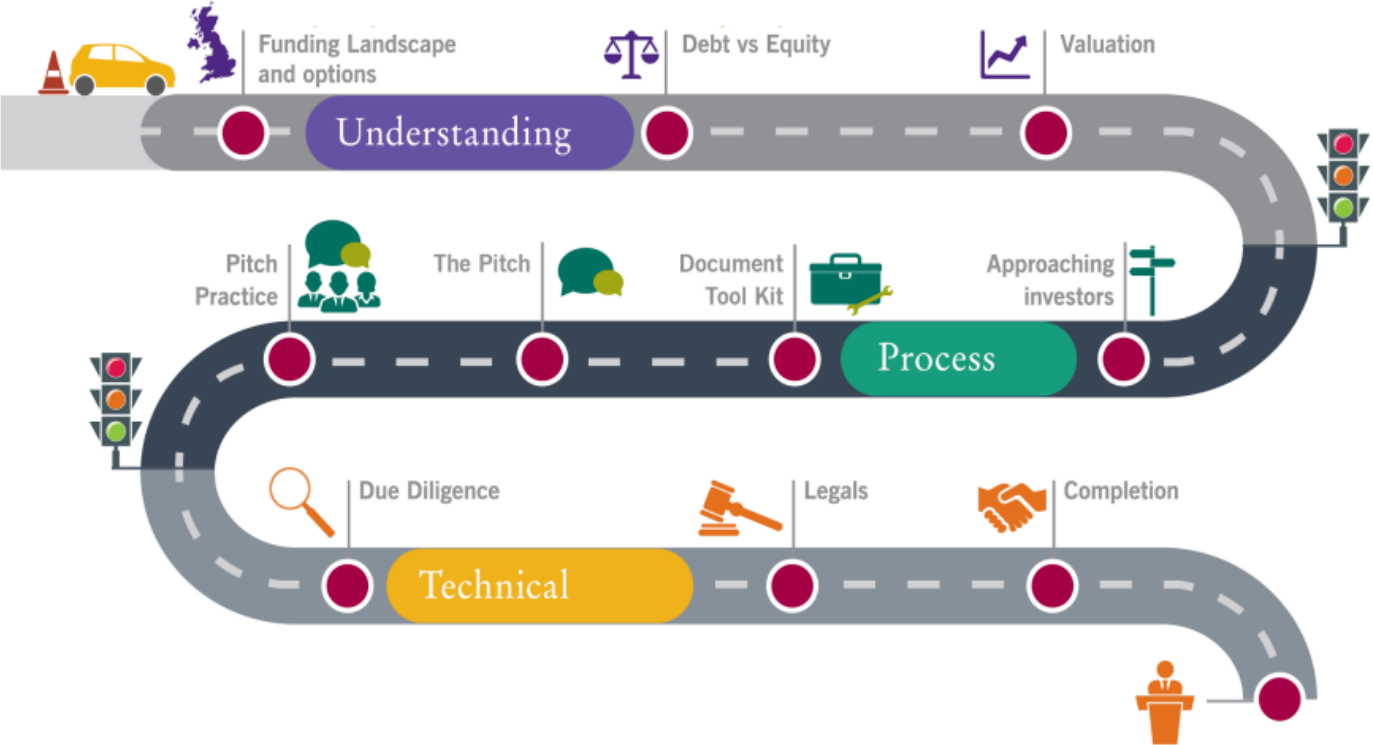 Funding Landscape
and options
Debt vs Equity
Valuation
Understanding
Pitch
Practice
The Pitch
Document
Tool Kit
Approaching
investors
Process
Due Diligence
Legals
Completion
Technical